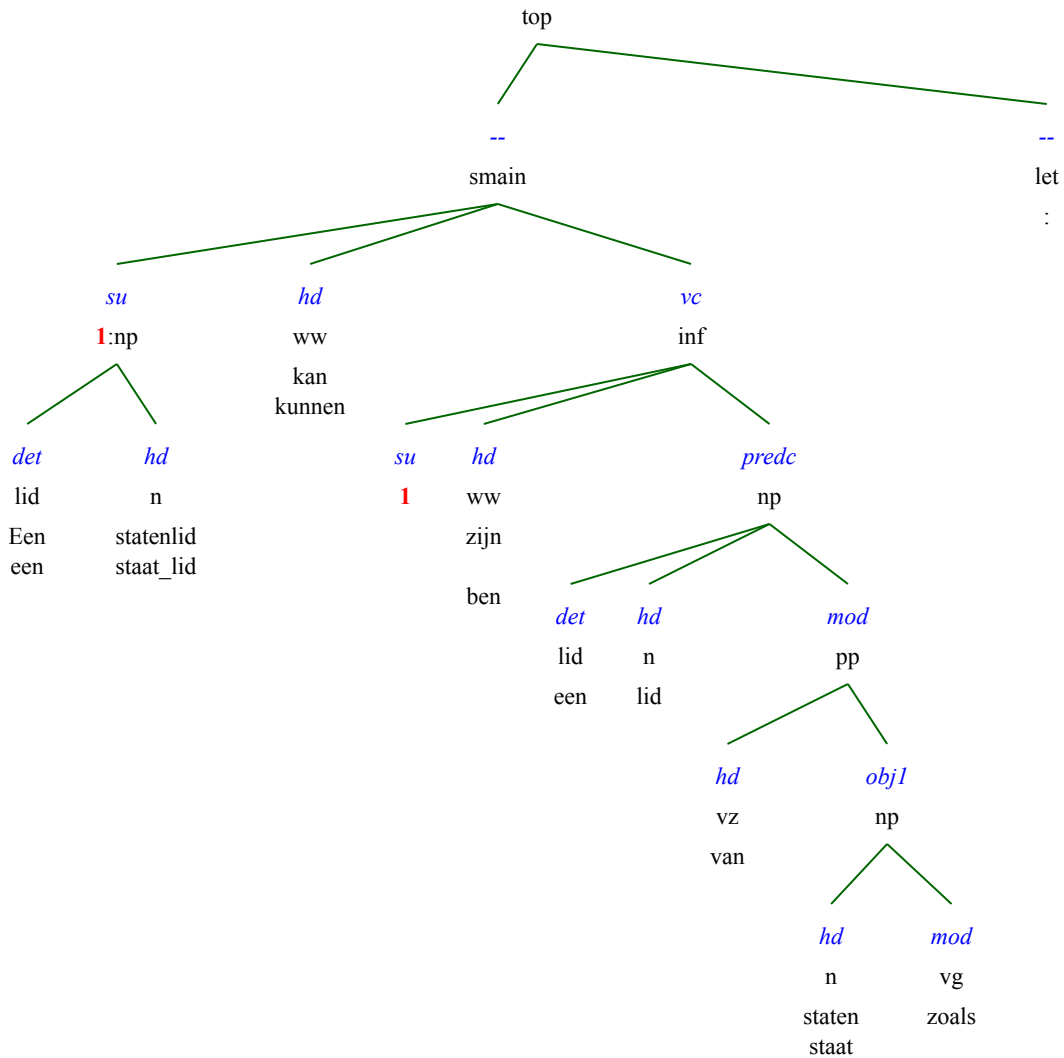 top
-- --
smain let
:
su hd vc
1:np ww inf
kan
kunnen
det hd su hd predc
lid n 1 ww np
Een statenlid zijn
een staat_lid
ben
det hd mod
lid n pp
een lid
hd obj1
vz np
van
hd mod
n vg
staten zoals
staat